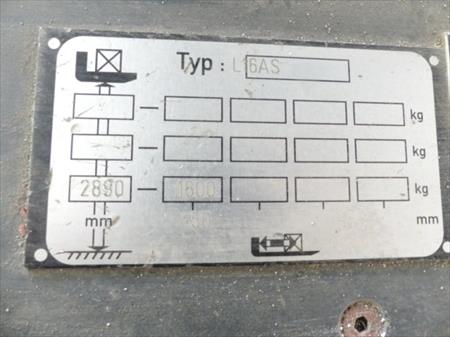 Typ : L16AS
kg
kg
2890 1600 kg
mm mm